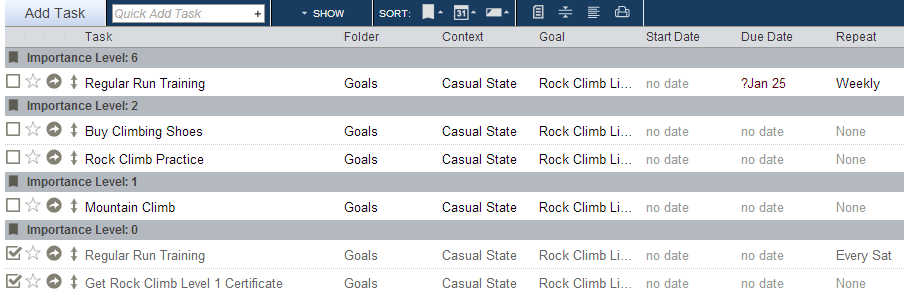 Add Task Quick Add Task + SHOW SORT: 31
Task Folder Context Goal Start Date Due Date Repeat
Importance Level: 6
Regular Run Training Goals Casual State Rock Climb Li... no date ?Jan 25 Weekly
Importance Level: 2
Buy Climbing Shoes Goals Casual State Rock Climb Li... no date no date None
Rock Climb Practice Goals Casual State Rock Climb Li... no date no date None
Importance Level: 1
Mountain Climb Goals Casual State Rock Climb Li... no date no date None
Importance Level: 0
Regular Run Training Goals Casual State Rock Climb Li... no date no date Every Sat
Get Rock Climb Level 1 Certificate Goals Casual State Rock Climb Li... no date no date None